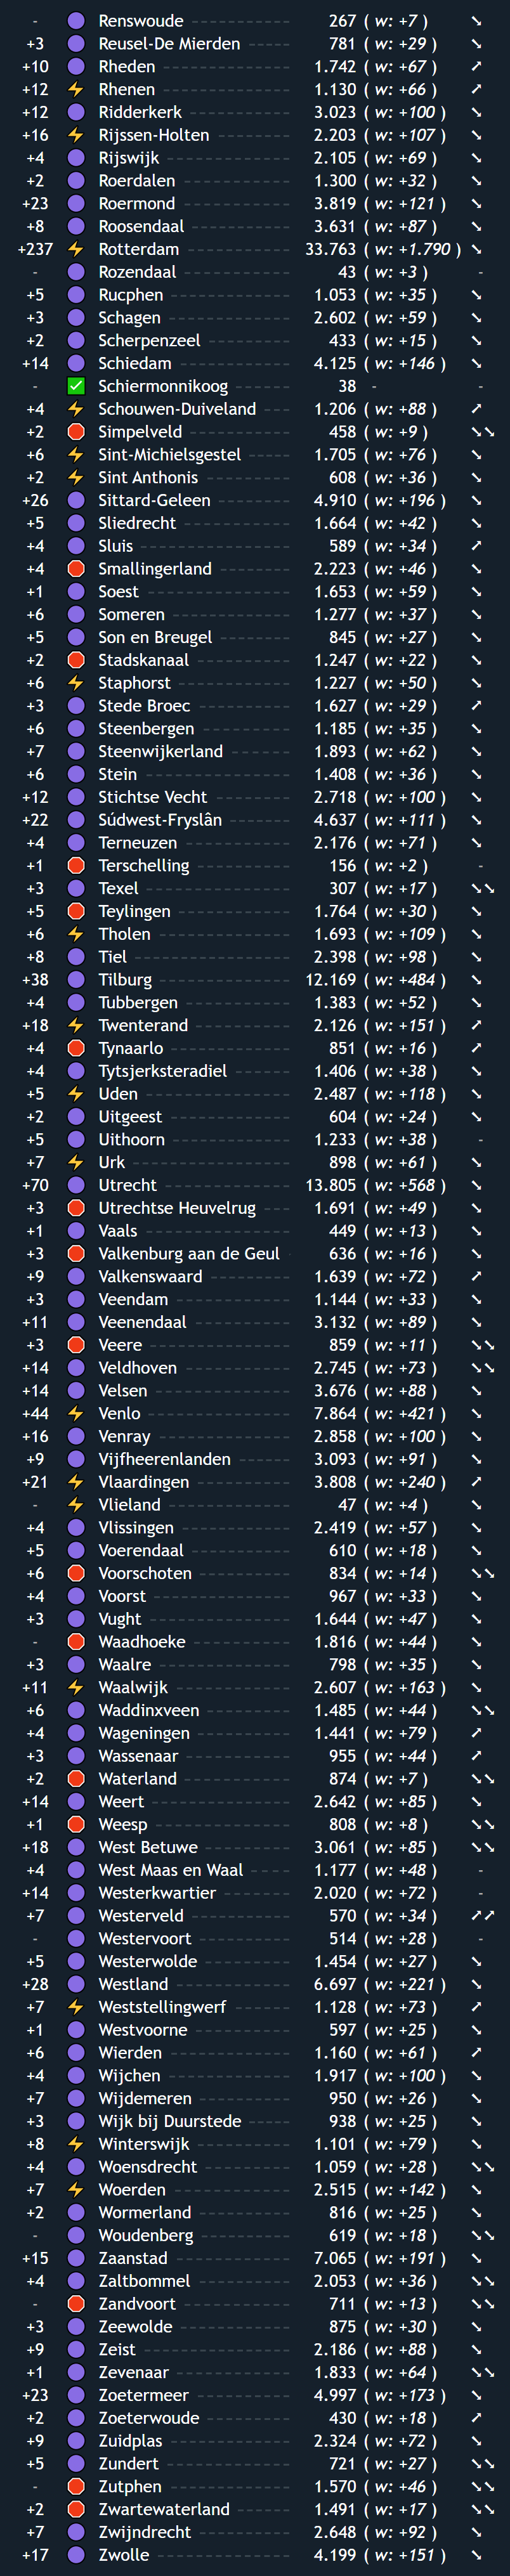 - Renswoude 267 ( w: +7 ) ↘
+3 Reusel-De Mierden 781 ( w: +29 ) ↘
+10 Rheden 1.742 ( w: +67 ) ↗
+12 ⚡ Rhenen 1.130 ( w: +66 ) ↗
+12 Ridderkerk 3.023 ( w: +100 ) ↘
+16 ⚡ Rijssen-Holten 2.203 ( w: +107 ) ↘
+4 Rijswijk 2.105 ( w: +69 ) ↘
+2 Roerdalen 1.300 ( w: +32 ) ↘
+23 Roermond 3.819 ( w: +121 ) ↘
+8 Roosendaal 3.631 ( w: +87 ) ↘
+237 ⚡ Rotterdam 33.763 ( w: +1.790 ) ↘
- Rozendaal 43 ( w: +3 ) -
+5 Rucphen 1.053 ( w: +35 ) ↘
+3 Schagen 2.602 ( w: +59 ) ↘
+2 Scherpenzeel 433 ( w: +15 ) ↘
+14 Schiedam 4.125 ( w: +146 ) ↘
- ✅ Schiermonnikoog 38 - -
+4 ⚡ Schouwen-Duiveland 1.206 ( w: +88 ) ↗
+2 Simpelveld 458 ( w: +9 ) ↘↘
+6 ⚡ Sint-Michielsgestel 1.705 ( w: +76 ) ↘
+2 ⚡ Sint Anthonis 608 ( w: +36 ) ↘
+26 Sittard-Geleen 4.910 ( w: +196 ) ↘
+5 Sliedrecht 1.664 ( w: +42 ) ↘
+4 Sluis 589 ( w: +34 ) ↗
+4 Smallingerland 2.223 ( w: +46 ) ↘
+1 Soest 1.653 ( w: +59 ) ↘
+6 Someren 1.277 ( w: +37 ) ↘
+5 Son en Breugel 845 ( w: +27 ) ↘
+2 Stadskanaal 1.247 ( w: +22 ) ↘
+6 ⚡ Staphorst 1.227 ( w: +50 ) ↘
+3 Stede Broec 1.627 ( w: +29 ) ↗
+6 Steenbergen 1.185 ( w: +35 ) ↘
+7 Steenwijkerland 1.893 ( w: +62 ) ↘
+6 Stein 1.408 ( w: +36 ) ↘
+12 Stichtse Vecht 2.718 ( w: +100 ) ↘
+22 Súdwest-Fryslân 4.637 ( w: +111 ) ↘
+4 Terneuzen 2.176 ( w: +71 ) ↘
+1 Terschelling 156 ( w: +2 ) -
+3 Texel 307 ( w: +17 ) ↘↘
+5 Teylingen 1.764 ( w: +30 ) ↘
+6 ⚡ Tholen 1.693 ( w: +109 ) ↘
+8 Tiel 2.398 ( w: +98 ) ↘
+38 Tilburg 12.169 ( w: +484 ) ↘
+4 Tubbergen 1.383 ( w: +52 ) ↘
+18 ⚡ Twenterand 2.126 ( w: +151 ) ↗
+4 Tynaarlo 851 ( w: +16 ) ↗
+4 Tytsjerksteradiel 1.406 ( w: +38 ) ↘
+5 ⚡ Uden 2.487 ( w: +118 ) ↘
+2 Uitgeest 604 ( w: +24 ) ↘
+5 Uithoorn 1.233 ( w: +38 ) -
+7 ⚡ Urk 898 ( w: +61 ) ↘
+70 Utrecht 13.805 ( w: +568 ) ↘
+3 Utrechtse Heuvelrug 1.691 ( w: +49 ) ↘
+1 Vaals 449 ( w: +13 ) ↘
+3 Valkenburg aan de Geul 636 ( w: +16 ) ↘
+9 Valkenswaard 1.639 ( w: +72 ) ↗
+3 Veendam 1.144 ( w: +33 ) ↘
+11 Veenendaal 3.132 ( w: +89 ) ↘
+3 Veere 859 ( w: +11 ) ↘↘
+14 Veldhoven 2.745 ( w: +73 ) ↘↘
+14 Velsen 3.676 ( w: +88 ) ↘
+44 ⚡ Venlo 7.864 ( w: +421 ) ↘
+16 Venray 2.858 ( w: +100 ) ↘
+9 Vijfheerenlanden 3.093 ( w: +91 ) ↘
+21 ⚡ Vlaardingen 3.808 ( w: +240 ) ↗
- ⚡ Vlieland 47 ( w: +4 ) ↘
+4 Vlissingen 2.419 ( w: +57 ) ↘
+5 Voerendaal 610 ( w: +18 ) ↘
+6 Voorschoten 834 ( w: +14 ) ↘↘
+4 Voorst 967 ( w: +33 ) ↘
+3 Vught 1.644 ( w: +47 ) ↘
- Waadhoeke 1.816 ( w: +44 ) ↘
+3 Waalre 798 ( w: +35 ) ↘
+11 ⚡ Waalwijk 2.607 ( w: +163 ) ↘
+6 Waddinxveen 1.485 ( w: +44 ) ↘↘
+4 Wageningen 1.441 ( w: +79 ) ↗
+3 Wassenaar 955 ( w: +44 ) ↗
+2 Waterland 874 ( w: +7 ) ↘↘
+14 Weert 2.642 ( w: +85 ) ↘
+1 Weesp 808 ( w: +8 ) ↘↘
+18 West Betuwe 3.061 ( w: +85 ) ↘↘
+4 West Maas en Waal 1.177 ( w: +48 ) -
+14 Westerkwartier 2.020 ( w: +72 ) -
+7 Westerveld 570 ( w: +34 ) ↗↗
- Westervoort 514 ( w: +28 ) -
+5 Westerwolde 1.454 ( w: +27 ) ↘
+28 Westland 6.697 ( w: +221 ) ↘
+7 ⚡ Weststellingwerf 1.128 ( w: +73 ) ↗
+1 Westvoorne 597 ( w: +25 ) ↘
+6 Wierden 1.160 ( w: +61 ) ↗
+4 Wijchen 1.917 ( w: +100 ) ↘
+7 Wijdemeren 950 ( w: +26 ) ↘
+3 Wijk bij Duurstede 938 ( w: +25 ) ↘
+8 ⚡ Winterswijk 1.101 ( w: +79 ) ↘
+4 Woensdrecht 1.059 ( w: +28 ) ↘↘
+7 ⚡ Woerden 2.515 ( w: +142 ) ↘
+2 Wormerland 816 ( w: +25 ) ↘
- Woudenberg 619 ( w: +18 ) ↘↘
+15 Zaanstad 7.065 ( w: +191 ) ↘
+4 Zaltbommel 2.053 ( w: +36 ) ↘↘
- Zandvoort 711 ( w: +13 ) ↘↘
+3 Zeewolde 875 ( w: +30 ) ↘
+9 Zeist 2.186 ( w: +88 ) ↘
+1 Zevenaar 1.833 ( w: +64 ) ↘↘
+23 Zoetermeer 4.997 ( w: +173 ) ↘
+2 Zoeterwoude 430 ( w: +18 ) ↗
+9 Zuidplas 2.324 ( w: +72 ) ↘
+5 Zundert 721 ( w: +27 ) ↘↘
- Zutphen 1.570 ( w: +46 ) ↘↘
+2 Zwartewaterland 1.491 ( w: +17 ) ↘↘
+7 Zwijndrecht 2.648 ( w: +92 ) ↘
+17 Zwolle 4.199 ( w: +151 ) ↘